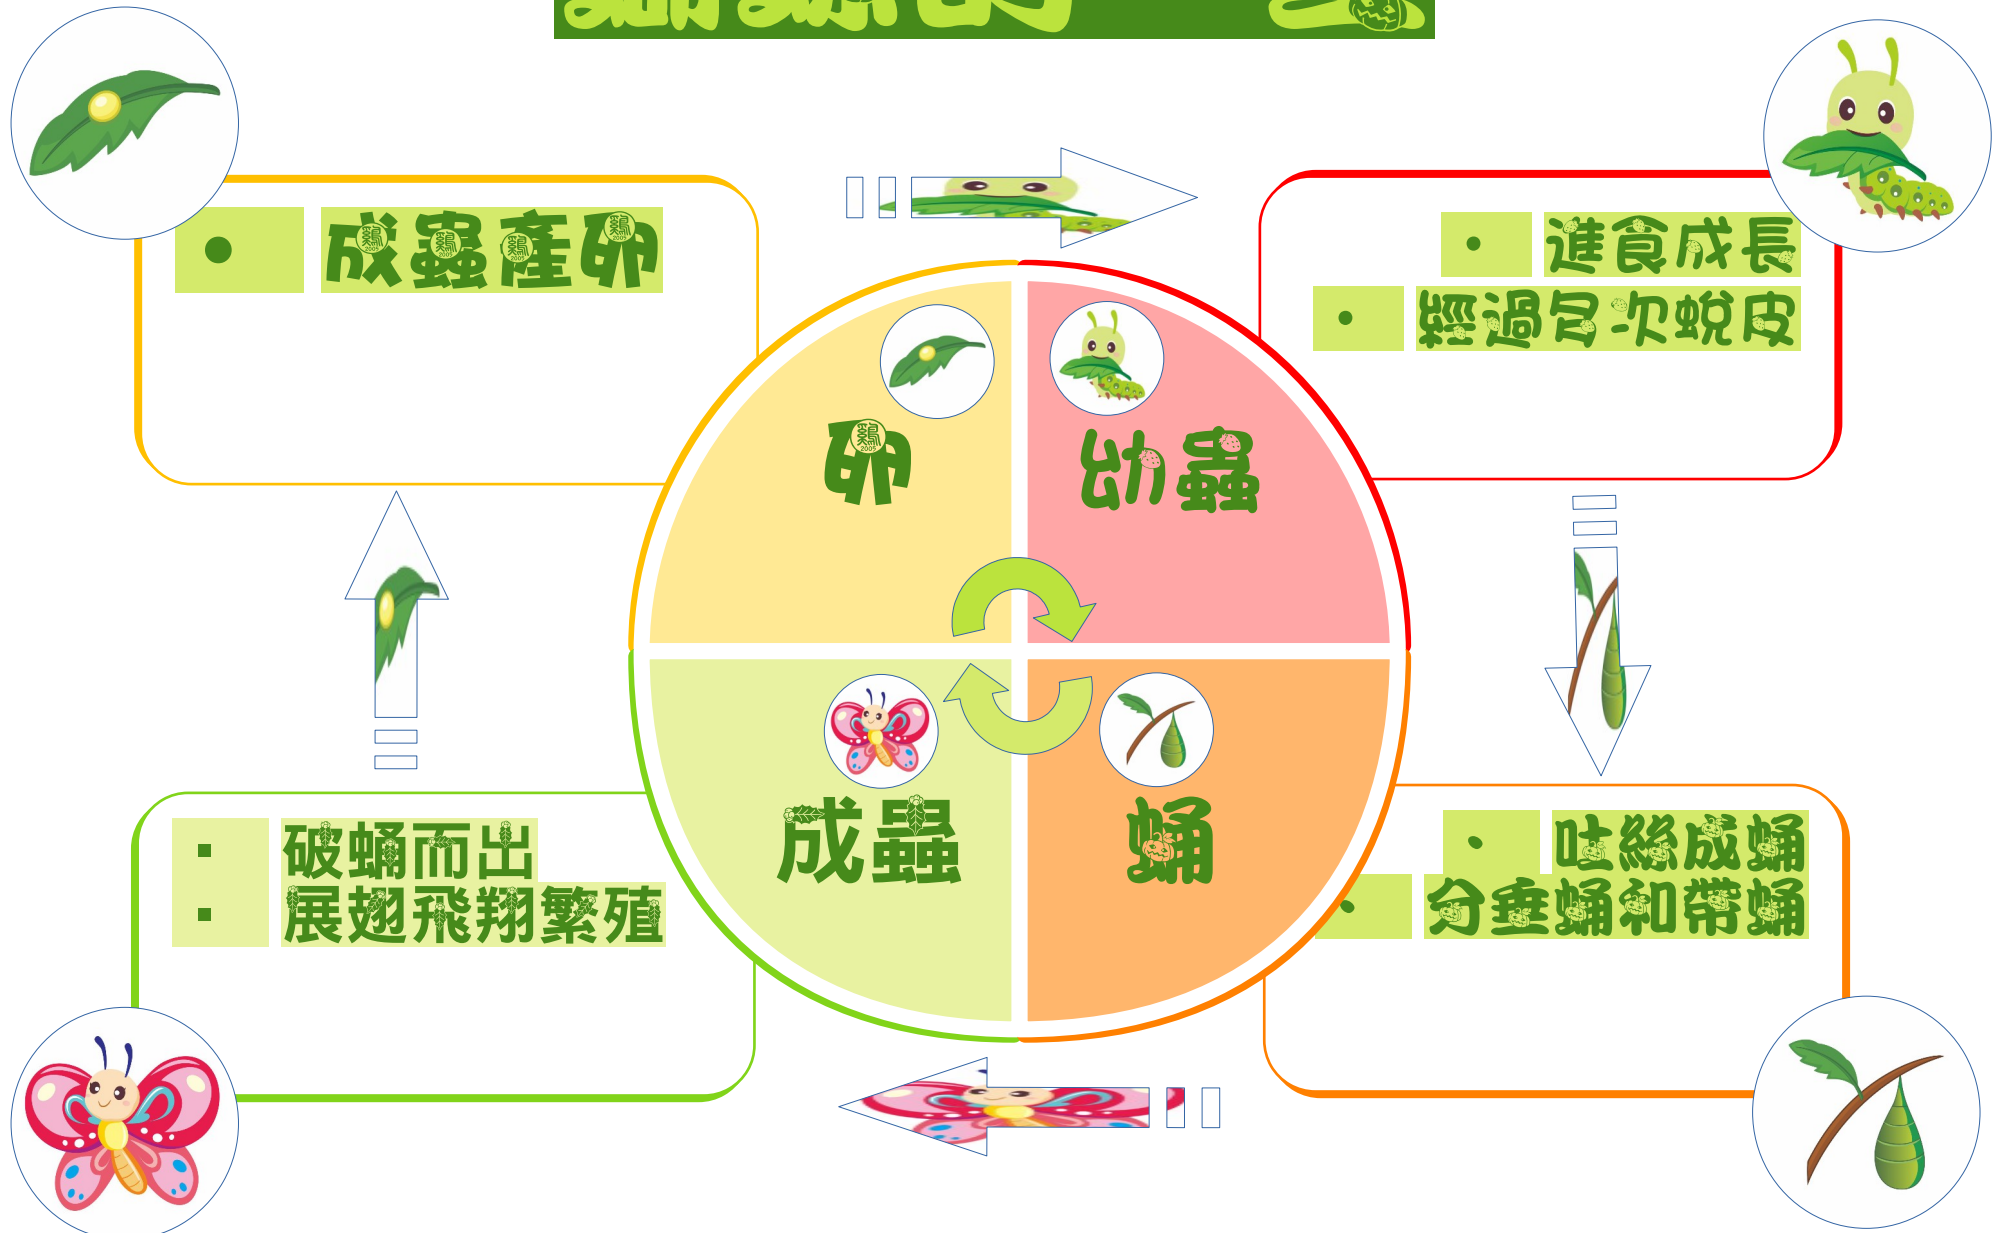 • 成蟲產卵
• 進食成長
• 經過多次蛻皮
卵
幼蟲
成蟲
蛹
▪ 破蛹而出
▪ 展翅飛翔繁殖
• 吐絲成蛹
• 分垂蛹和帶蛹